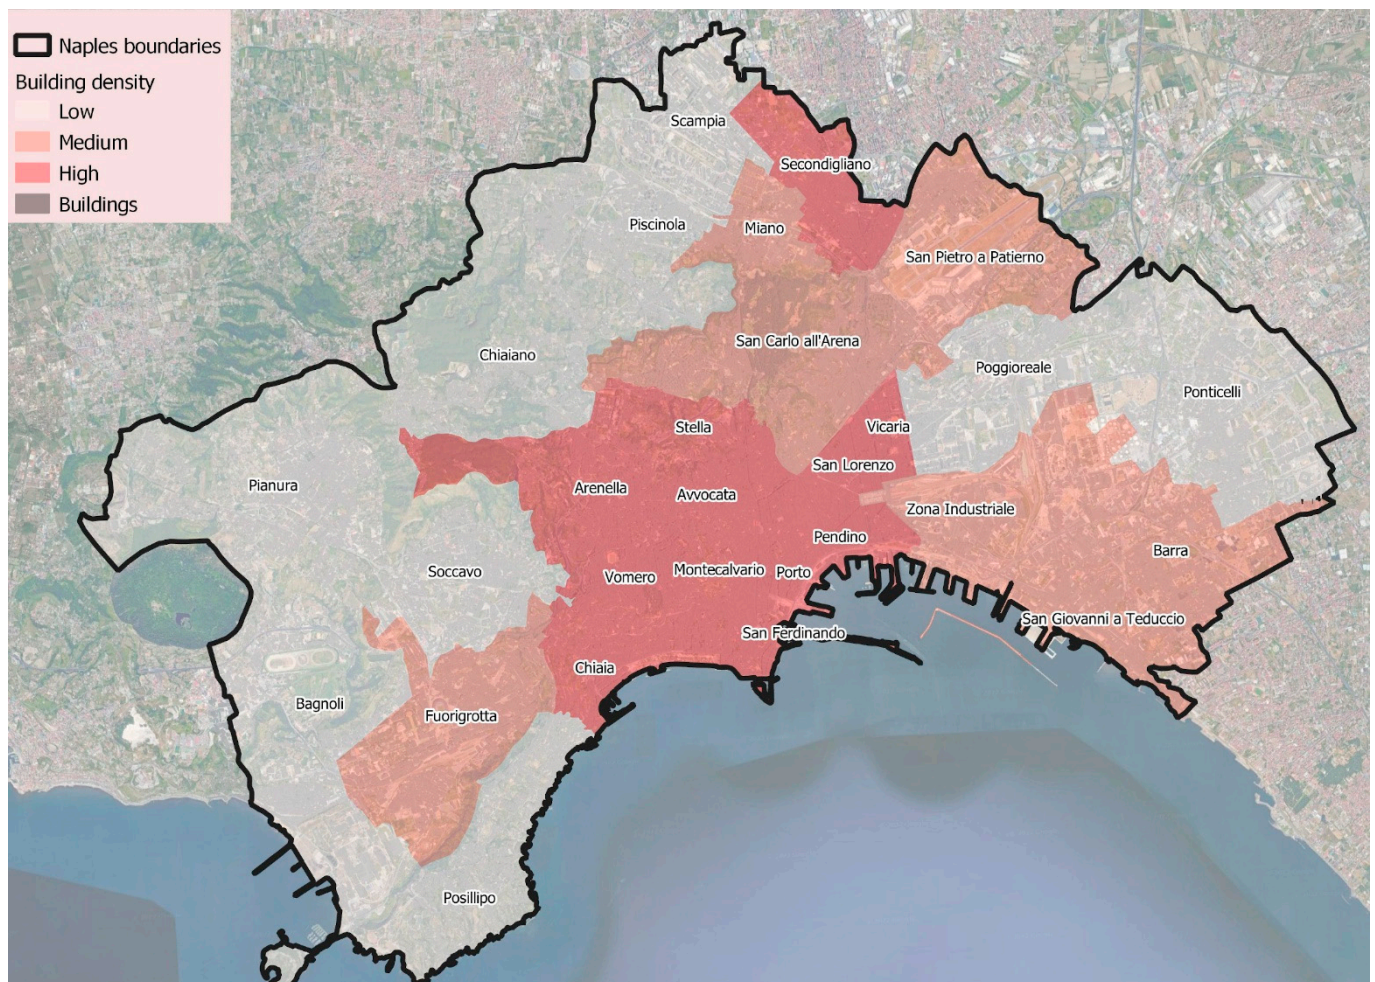 Naples boundaries
Building density
Low
Medium
High
Buildings
Scampia
Secondigliano
Piscinola
Miano
San Pietro a Patierno
San Carlo all'Arena
Chiaiano
Poggioreale
Ponticelli
Stella
Vicaria
San Lorenzo
Pianura
Arenella
Avvocata
Zona Industriale
Pendino
Barra
Soccavo
Vomero
Montecalvario
Porto
San Giovanni a Teduccio
San Ferdinando
Chiaia
Bagnoli
Fuorigrotta
Posillipo